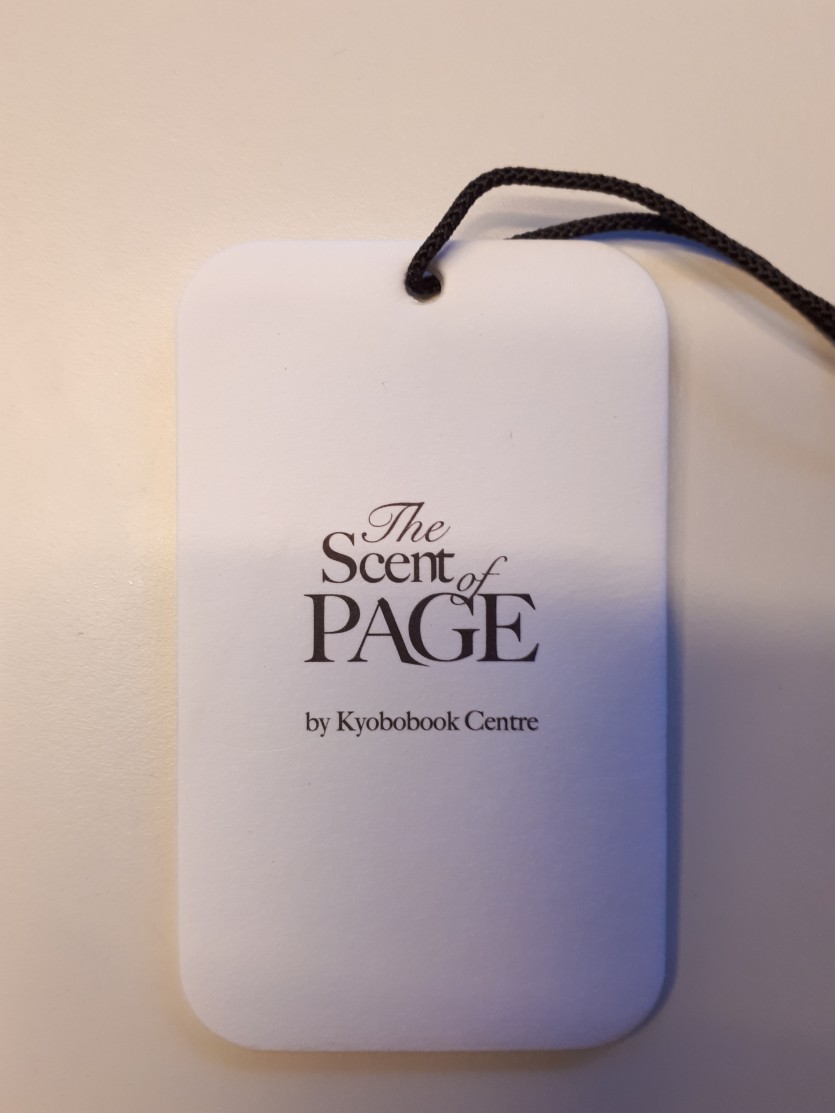 The
Scent of
PAGE
by Kyobobook Centre